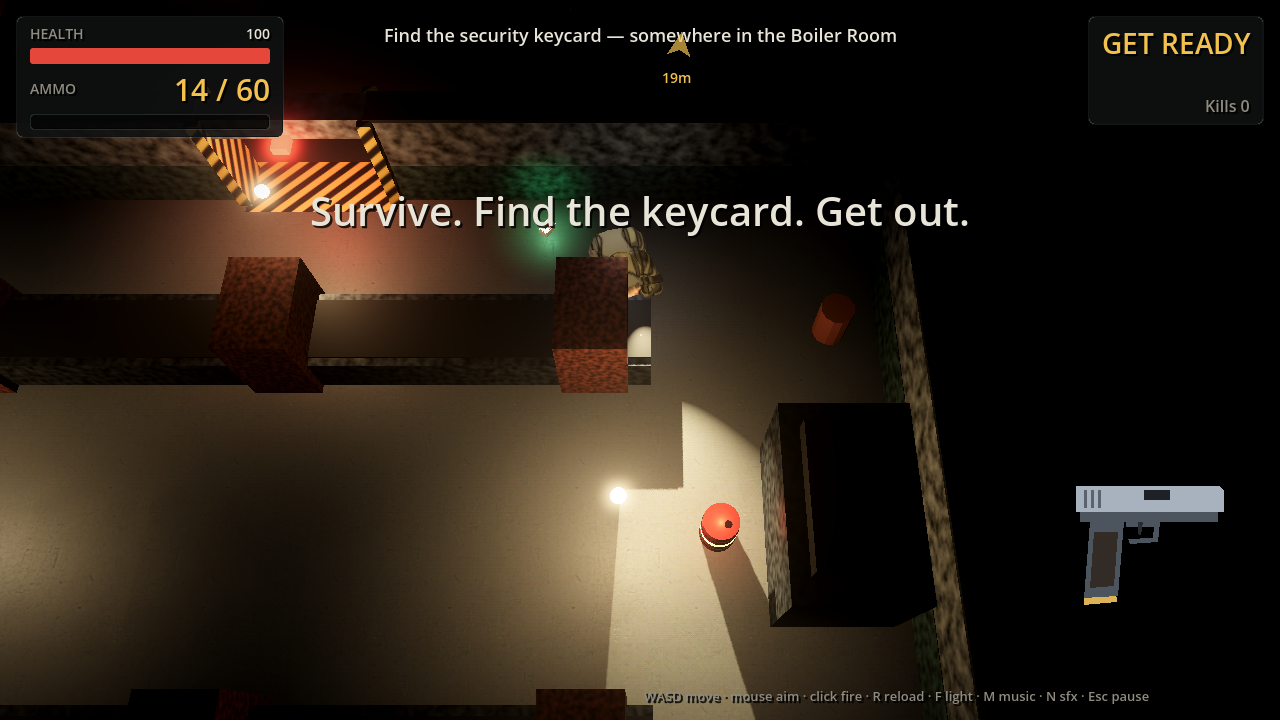 HEALTH 100
AMMO 14 / 60
Find the security keycard — somewhere in the Boiler Room
19m
GET READY
Kills 0
Survive. Find the keycard. Get out.
WASD move · mouse aim · click fire · R reload · F light · M music · N sfx · Esc pause